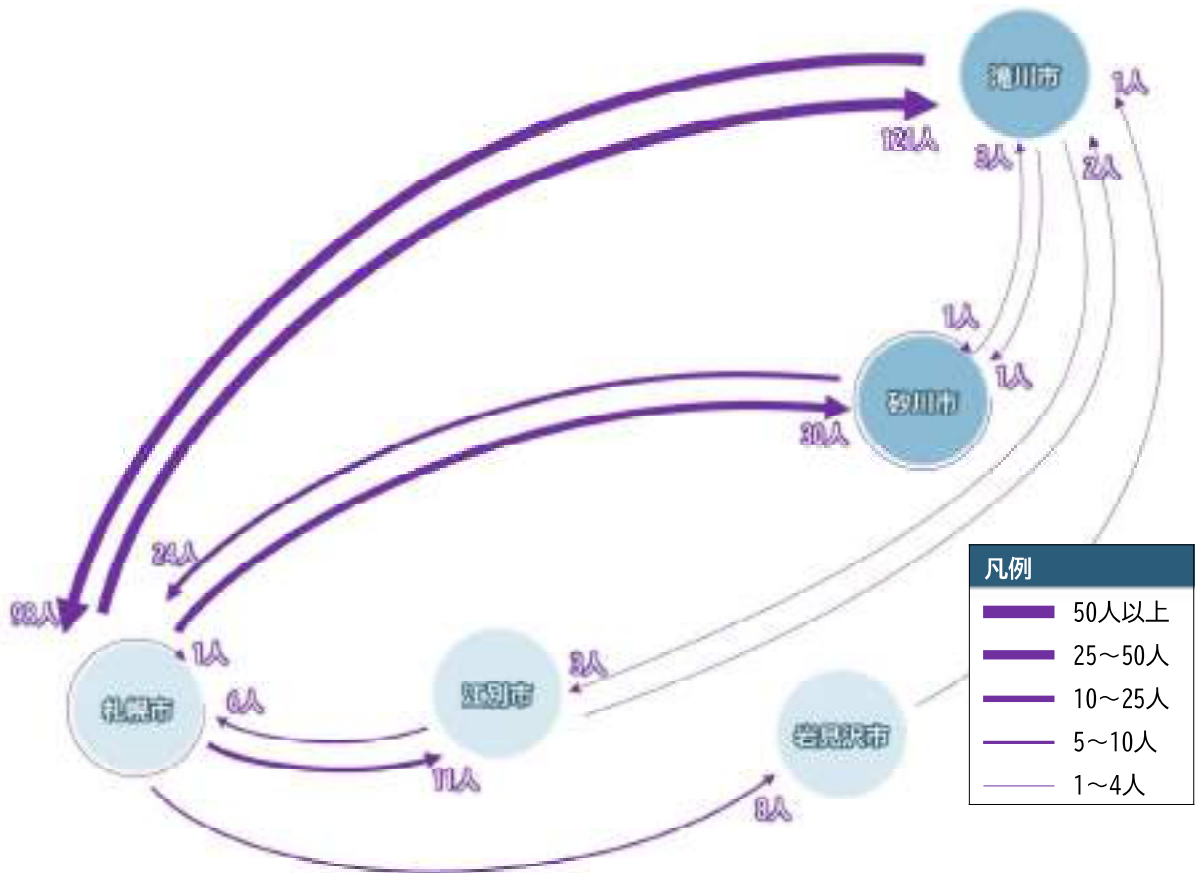 滝川市
1人
121人
3人
2人
1人
1人
砂川市
30人
24人
93人
1人
札幌市
6人
江別市
3人
11人
岩見沢市
8人
凡例
50人以上
25～50人
10～25人
5～10人
1～4人